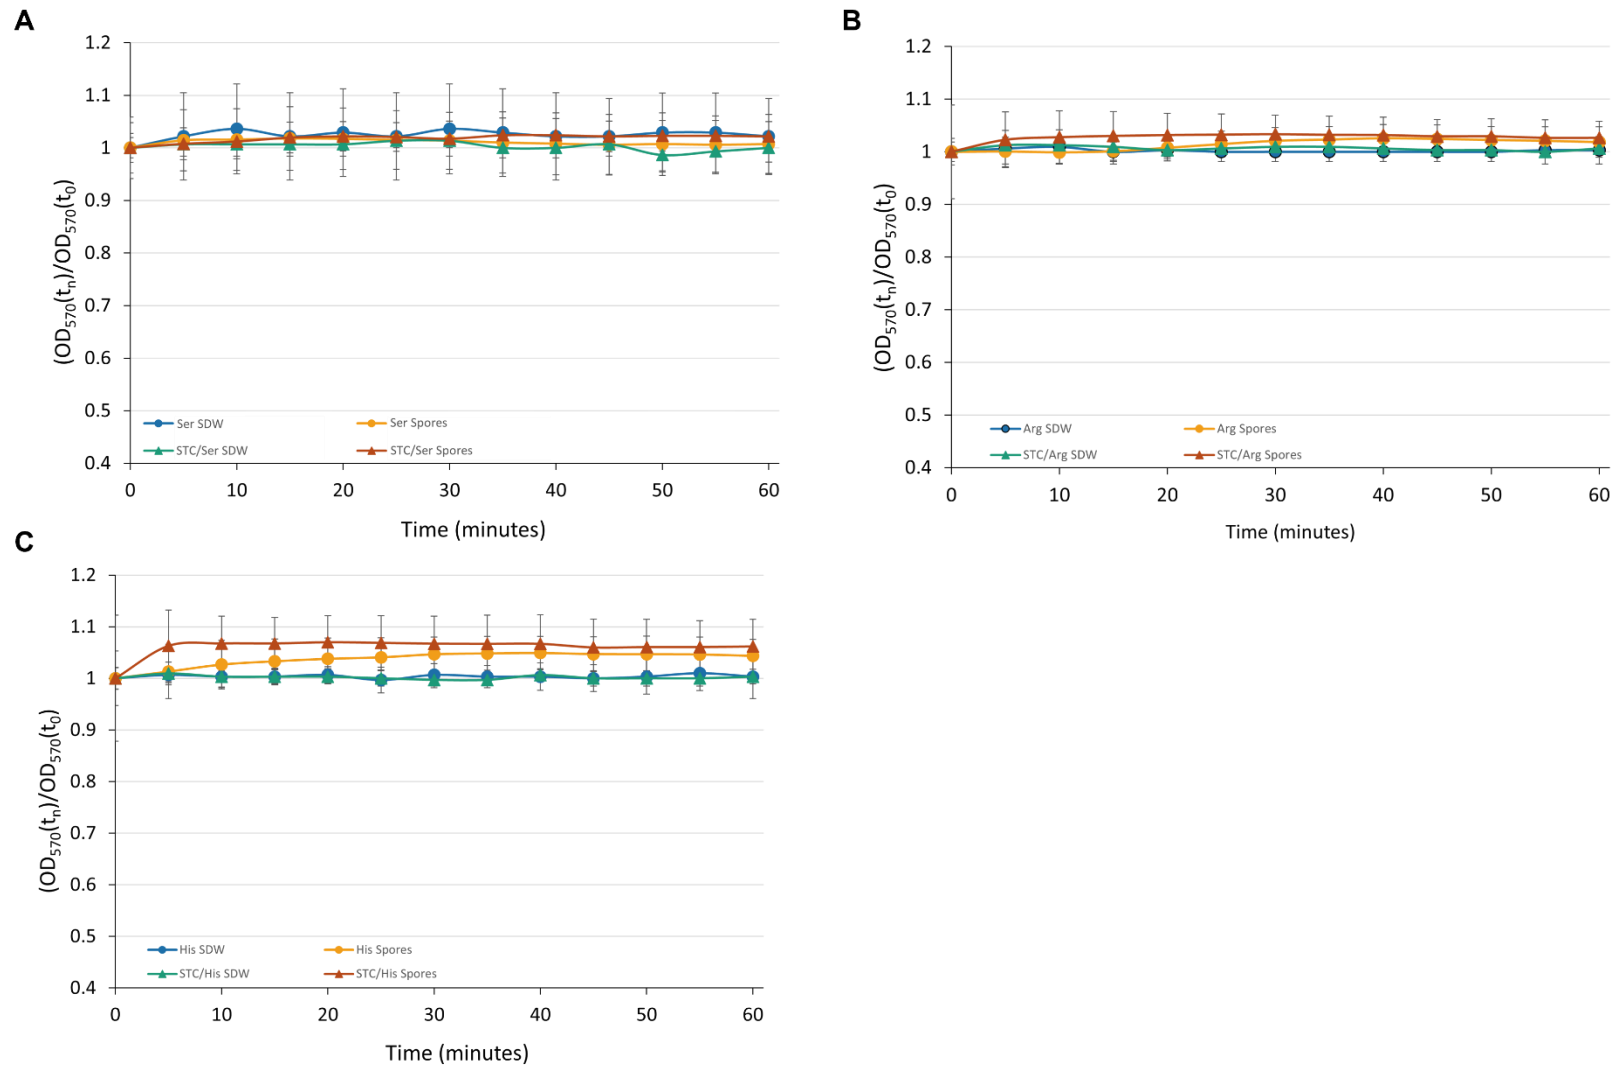 A
1.2
1.1
1
0.9
0.8
0.7
0.6
0.5
0.4
(OD570(tn)/OD570(t0)
Ser SDW
Ser Spores
STC/Ser SDW
STC/Ser Spores
0 10 20 30 40 50 60
Time (minutes)
B
1.2
1.1
1
0.9
0.8
0.7
0.6
0.5
0.4
(OD570(tn)/OD570(t0)
Arg SDW
Arg Spores
STC/Arg SDW
STC/Arg Spores
0 10 20 30 40 50 60
Time (minutes)
C
1.2
1.1
1
0.9
0.8
0.7
0.6
0.5
0.4
(OD570(tn)/OD570(t0)
His SDW
His Spores
STC/His SDW
STC/His Spores
0 10 20 30 40 50 60
Time (minutes)